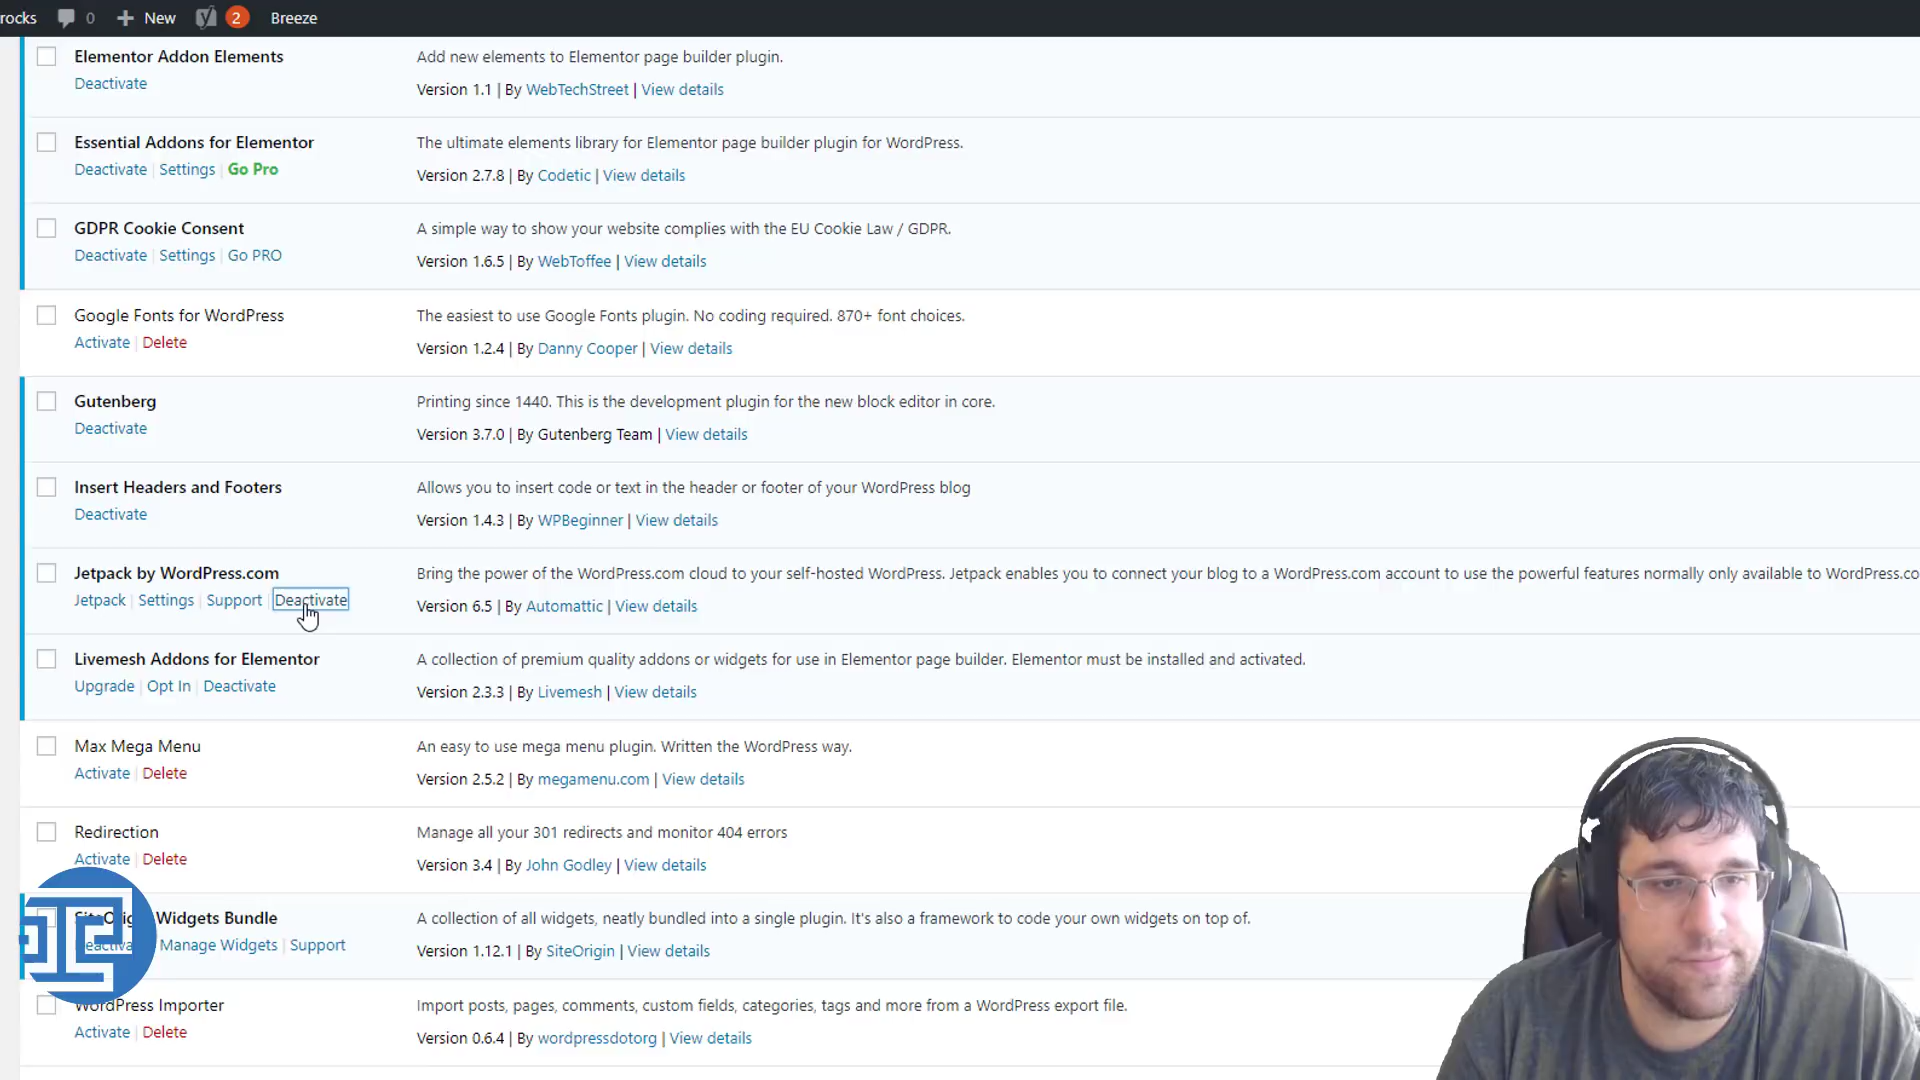 rocks 0 New 2 Breeze
Elementor Addon Elements
Add new elements to Elementor page builder plugin.
Deactivate
Version 1.1 | By WebTechStreet | View details
Essential Addons for Elementor
The ultimate elements library for Elementor page builder plugin for WordPress.
Deactivate | Settings | Go Pro
Version 2.7.8 | By Codetic | View details
GDPR Cookie Consent
A simple way to show your website complies with the EU Cookie Law / GDPR.
Deactivate | Settings | Go PRO
Version 1.6.5 | By WebToffee | View details
Google Fonts for WordPress
The easiest to use Google Fonts plugin. No coding required. 870+ font choices.
Activate | Delete
Version 1.2.4 | By Danny Cooper | View details
Gutenberg
Printing since 1440. This is the development plugin for the new block editor in core.
Deactivate
Version 3.7.0 | By Gutenberg Team | View details
Insert Headers and Footers
Allows you to insert code or text in the header or footer of your WordPress blog
Deactivate
Version 1.4.3 | By WPBeginner | View details
Jetpack by WordPress.com
Bring the power of the WordPress.com cloud to your self-hosted WordPress. Jetpack enables you to connect your blog to a WordPress.com account to use the powerful features normally only available to WordPress.co
Jetpack | Settings | Support | Deactivate
Version 6.5 | By Automattic | View details
Livemesh Addons for Elementor
A collection of premium quality addons or widgets for use in Elementor page builder. Elementor must be installed and activated.
Upgrade | Opt In | Deactivate
Version 2.3.3 | By Livemesh | View details
Max Mega Menu
An easy to use mega menu plugin. Written the WordPress way.
Activate | Delete
Version 2.5.2 | By megamenu.com | View details
Redirection
Manage all your 301 redirects and monitor 404 errors
Activate | Delete
Version 3.4 | By John Godley | View details
Widgets Bundle
A collection of all widgets, neatly bundled into a single plugin. It's also a framework to code your own widgets on top of.
Manage Widgets | Support
Version 1.12.1 | By SiteOrigin | View details
WordPress Importer
Import posts, pages, comments, custom fields, categories, tags and more from a WordPress export file.
Activate | Delete
Version 0.6.4 | By wordpressdotorg | View details